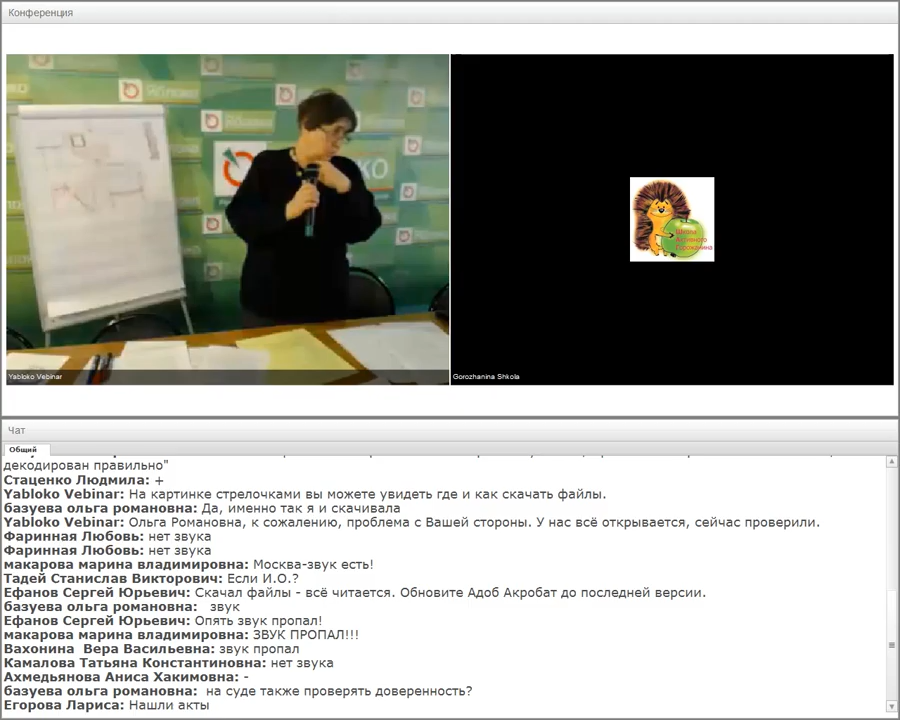 Конференция
Яблоко
Yabloko Vebinar
Школа
Активного
Горожанина
Gorozhanina Shkola
Чат
Общий
декодирован правильно"
Стаценко Людмила: +
Yabloko Vebinar: На картинке стрелочками вы можете увидеть где и как скачать файлы.
базуева ольга романовна: Да, именно так я и скачивала
Yabloko Vebinar: Ольга Романовна, к сожалению, проблема с Вашей стороны. У нас всё открывается, сейчас проверили.
Фаринная Любовь: нет звука
Фаринная Любовь: нет звука
макарова марина владимировна: Москва-звук есть!
Тадей Станислав Викторович: Если И.О.?
Ефанов Сергей Юрьевич: Скачал файлы - всё читается. Обновите Адоб Акробат до последней версии.
базуева ольга романовна: звук
Ефанов Сергей Юрьевич: Опять звук пропал!
макарова марина владимировна: ЗВУК ПРОПАЛ!!!
Вахонина Вера Васильевна: звук пропал
Камалова Татьяна Константиновна: нет звука
Ахмедьянова Аниса Хакимовна: -
базуева ольга романовна: на суде также проверять доверенность?
Егорова Лариса: Нашли акты